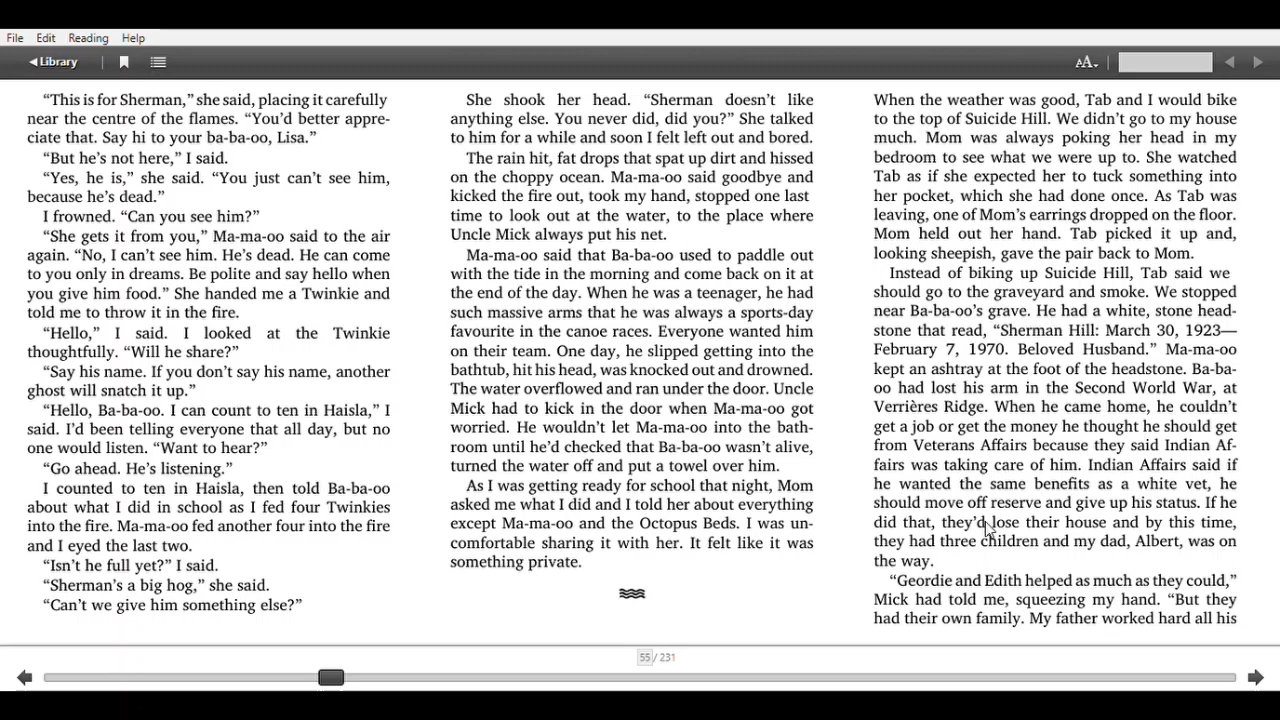 File Edit Reading Help
Library
AA
“This is for Sherman,” she said, placing it carefully
near the centre of the flames. “You’d better appre-
ciate that. Say hi to your ba-ba-oo, Lisa.”
“But he’s not here,” I said.
“Yes, he is,” she said. “You just can’t see him,
because he’s dead.”
I frowned. “Can you see him?”
“She gets it from you,” Ma-ma-oo said to the air
again. “No, I can’t see him. He’s dead. He can come
to you only in dreams. Be polite and say hello when
you give him food.” She handed me a Twinkie and
told me to throw it in the fire.
“Hello,” I said. I looked at the Twinkie
thoughtfully. “Will he share?”
“Say his name. If you don’t say his name, another
ghost will snatch it up.”
“Hello, Ba-ba-oo. I can count to ten in Haisla,” I
said. I’d been telling everyone that all day, but no
one would listen. “Want to hear?”
“Go ahead. He’s listening.”
I counted to ten in Haisla, then told Ba-ba-oo
about what I did in school as I fed four Twinkies
into the fire. Ma-ma-oo fed another four into the fire
and I eyed the last two.
“Isn’t he full yet?” I said.
“Sherman’s a big hog,” she said.
“Can’t we give him something else?”
She shook her head. “Sherman doesn’t like
anything else. You never did, did you?” She talked
to him for a while and soon I felt left out and bored.
The rain hit, fat drops that spat up dirt and hissed
on the choppy ocean. Ma-ma-oo said goodbye and
kicked the fire out, took my hand, stopped one last
time to look out at the water, to the place where
Uncle Mick always put his net.
Ma-ma-oo said that Ba-ba-oo used to paddle out
with the tide in the morning and come back on it at
the end of the day. When he was a teenager, he had
such massive arms that he was always a sports-day
favourite in the canoe races. Everyone wanted him
on their team. One day, he slipped getting into the
bathtub, hit his head, was knocked out and drowned.
The water overflowed and ran under the door. Uncle
Mick had to kick in the door when Ma-ma-oo got
worried. He wouldn’t let Ma-ma-oo into the bath-
room until he’d checked that Ba-ba-oo wasn’t alive,
turned the water off and put a towel over him.
As I was getting ready for school that night, Mom
asked me what I did and I told her about everything
except Ma-ma-oo and the Octopus Beds. I was un-
comfortable sharing it with her. It felt like it was
something private.
When the weather was good, Tab and I would bike
to the top of Suicide Hill. We didn’t go to my house
much. Mom was always poking her head in my
bedroom to see what we were up to. She watched
Tab as if she expected her to tuck something into
her pocket, which she had done once. As Tab was
leaving, one of Mom’s earrings dropped on the floor.
Mom held out her hand. Tab picked it up and,
looking sheepish, gave the pair back to Mom.
Instead of biking up Suicide Hill, Tab said we
should go to the graveyard and smoke. We stopped
near Ba-ba-oo’s grave. He had a white, stone head-
stone that read, “Sherman Hill: March 30, 1923—
February 7, 1970. Beloved Husband.” Ma-ma-oo
kept an ashtray at the foot of the headstone. Ba-ba-
oo had lost his arm in the Second World War, at
Verrières Ridge. When he came home, he couldn’t
get a job or get the money he thought he should get
from Veterans Affairs because they said Indian Af-
fairs was taking care of him. Indian Affairs said if
he wanted the same benefits as a white vet, he
should move off reserve and give up his status. If he
did that, they’d lose their house and by this time,
they had three children and my dad, Albert, was on
the way.
“Geordie and Edith helped as much as they could,”
Mick had told me, squeezing my hand. “But they
had their own family. My father worked hard all his
55 / 231